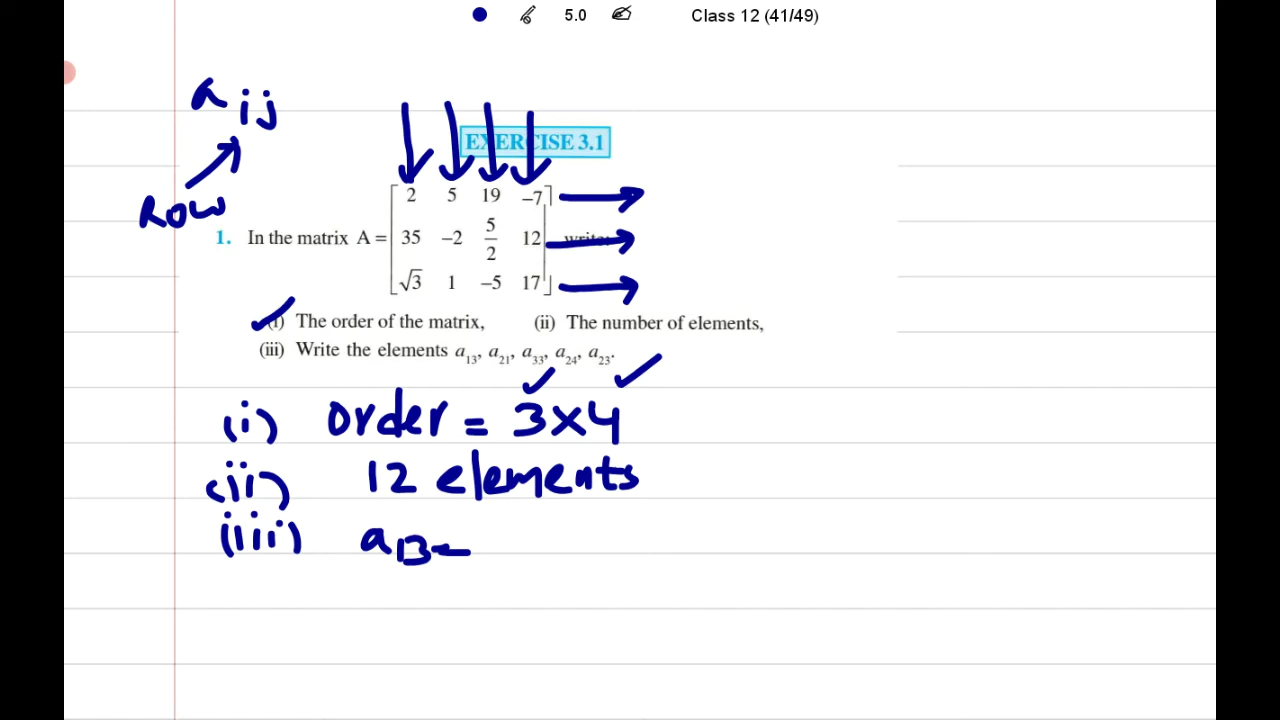 5.0 Class 12 (41/49)
a ij
Row
EXERCISE 3.1
2 5 19 –7
1. In the matrix A = 35 –2 5/2 12 write:
√3 1 –5 17
(i) The order of the matrix, (ii) The number of elements,
(iii) Write the elements a13, a21, a33, a24, a23.
(i) order = 3×4
(ii) 12 elements
(iii) a13=